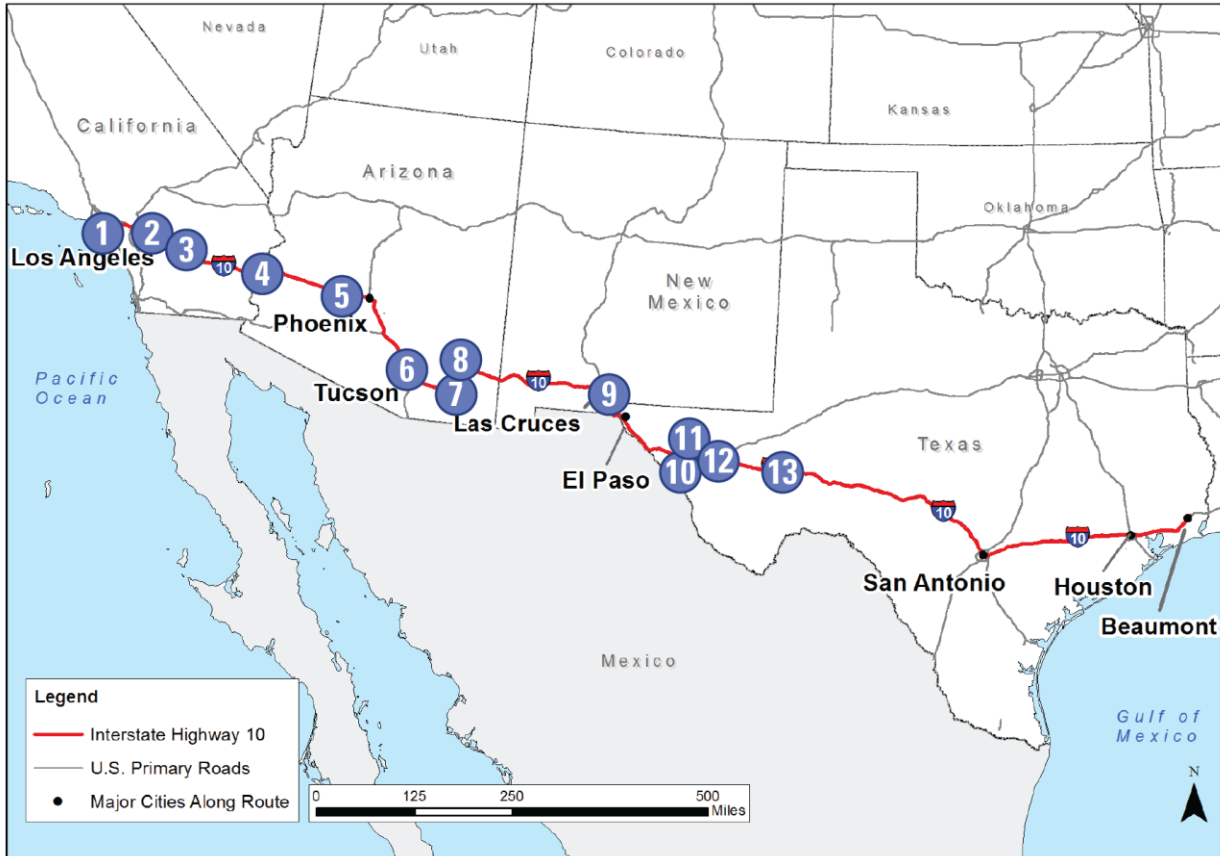 Nevada
Utah
Colorado
Kansas
California
Arizona
Oklahoma
1
2
3
Los Angeles
10
4
5
New
Mexico
Phoenix
6
8
7
Tucson
10
9
Las Cruces
Pacific
Ocean
11
10
12
13
El Paso
Texas
10
10
San Antonio
Houston
Beaumont
Mexico
Gulf of
Mexico
Legend
Interstate Highway 10
U.S. Primary Roads
Major Cities Along Route
0 125 250 500
Miles
N